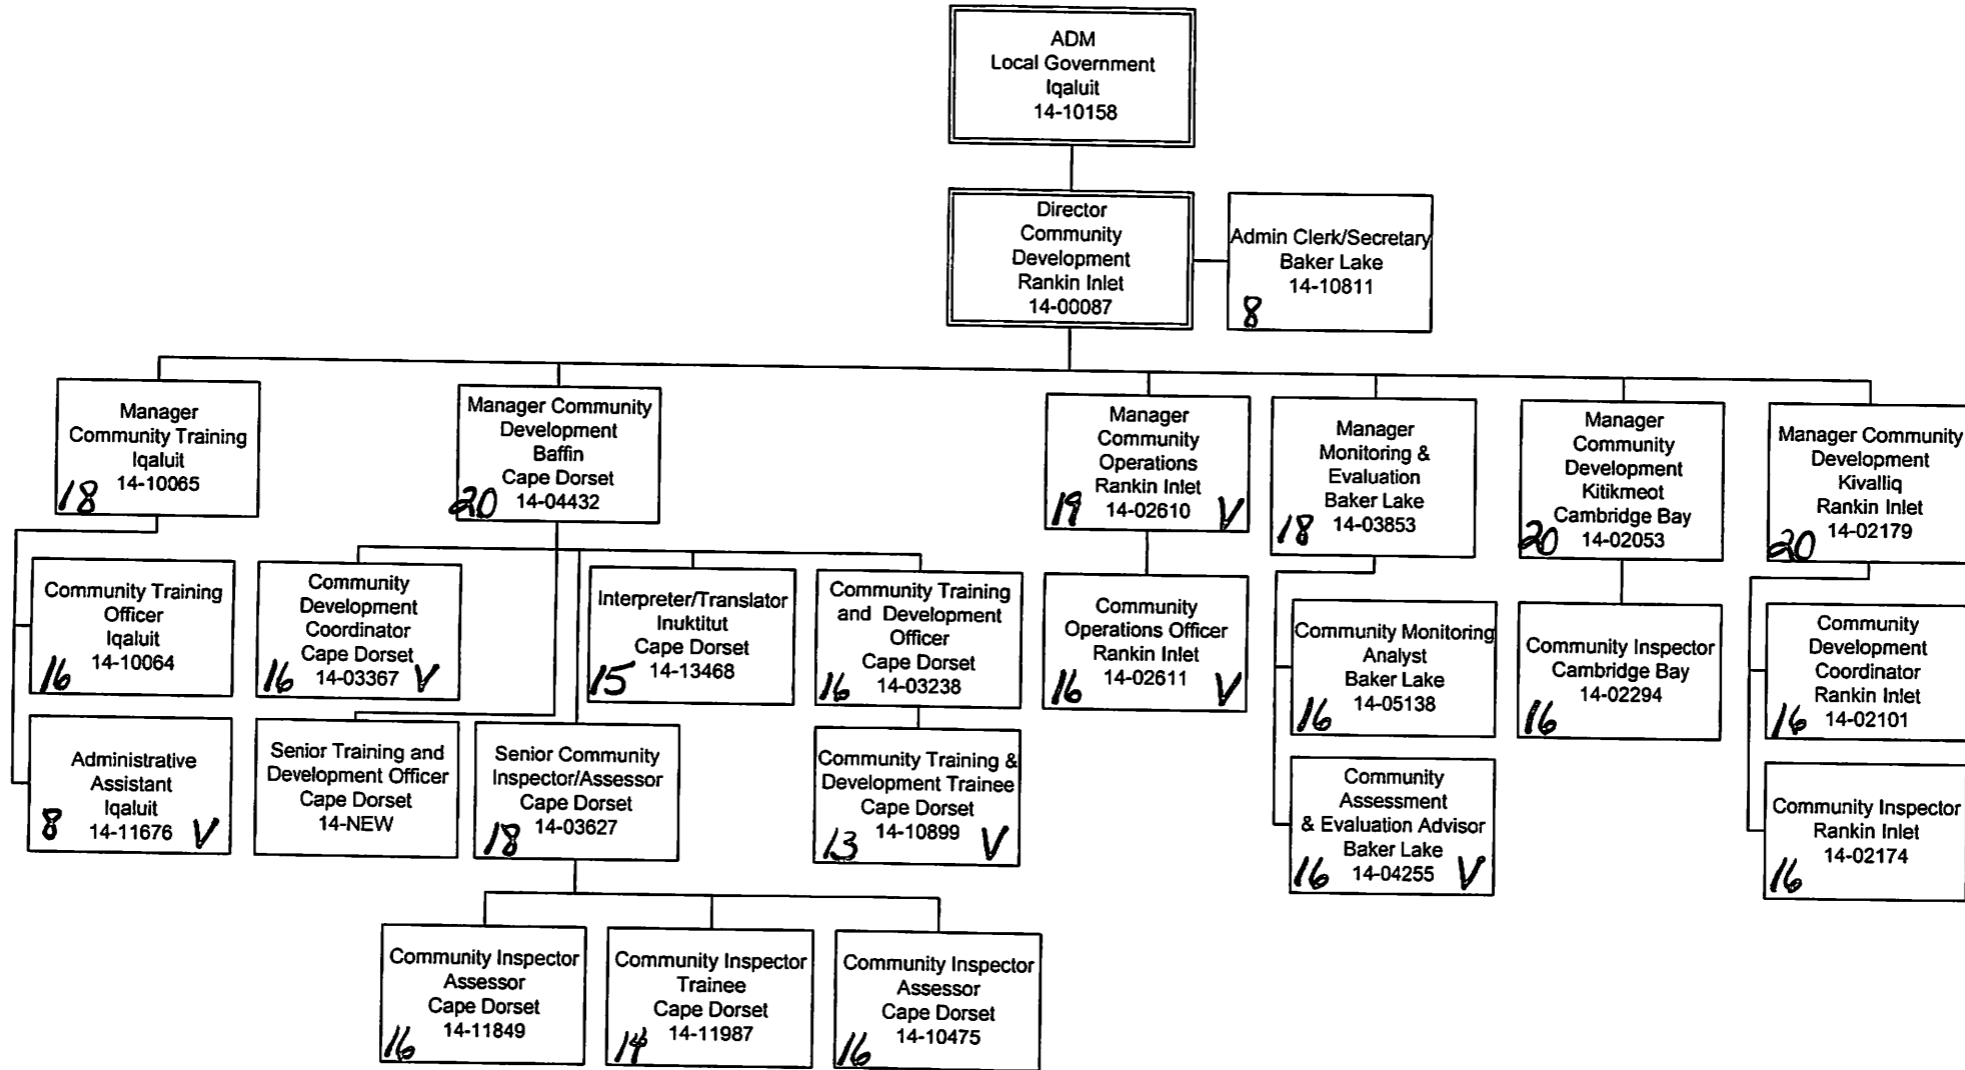 ADM
Local Government
Iqaluit
14-10158
Director
Community
Development
Rankin Inlet
14-00087
Admin Clerk/Secretary
Baker Lake
14-10811
8
Manager
Community Training
Iqaluit
14-10065
18
Manager Community
Development
Baffin
Cape Dorset
14-04432
20
Manager
Community
Operations
Rankin Inlet
14-02610
19 V
Manager
Monitoring &
Evaluation
Baker Lake
14-03853
18
Manager
Community
Development
Kitikmeot
Cambridge Bay
14-02053
20
Manager Community
Development
Kivalliq
Rankin Inlet
14-02179
20
Community Training
Officer
Iqaluit
14-10064
16
Community
Development
Coordinator
Cape Dorset
14-03367
16 V
Interpreter/Translator
Inuktitut
Cape Dorset
14-13468
15
Community Training
and Development
Officer
Cape Dorset
14-03238
16
Community
Operations Officer
Rankin Inlet
14-02611
16 V
Community Monitoring
Analyst
Baker Lake
14-05138
16
Community Inspector
Cambridge Bay
14-02294
16
Community
Development
Coordinator
Rankin Inlet
14-02101
16
Administrative
Assistant
Iqaluit
14-11676
8 V
Senior Training and
Development Officer
Cape Dorset
14-NEW
Senior Community
Inspector/Assessor
Cape Dorset
14-03627
18
Community Training &
Development Trainee
Cape Dorset
14-10899
13 V
Community
Assessment
& Evaluation Advisor
Baker Lake
14-04255
16 V
Community Inspector
Rankin Inlet
14-02174
16
Community Inspector
Assessor
Cape Dorset
14-11849
16
Community Inspector
Trainee
Cape Dorset
14-11987
14
Community Inspector
Assessor
Cape Dorset
14-10475
16